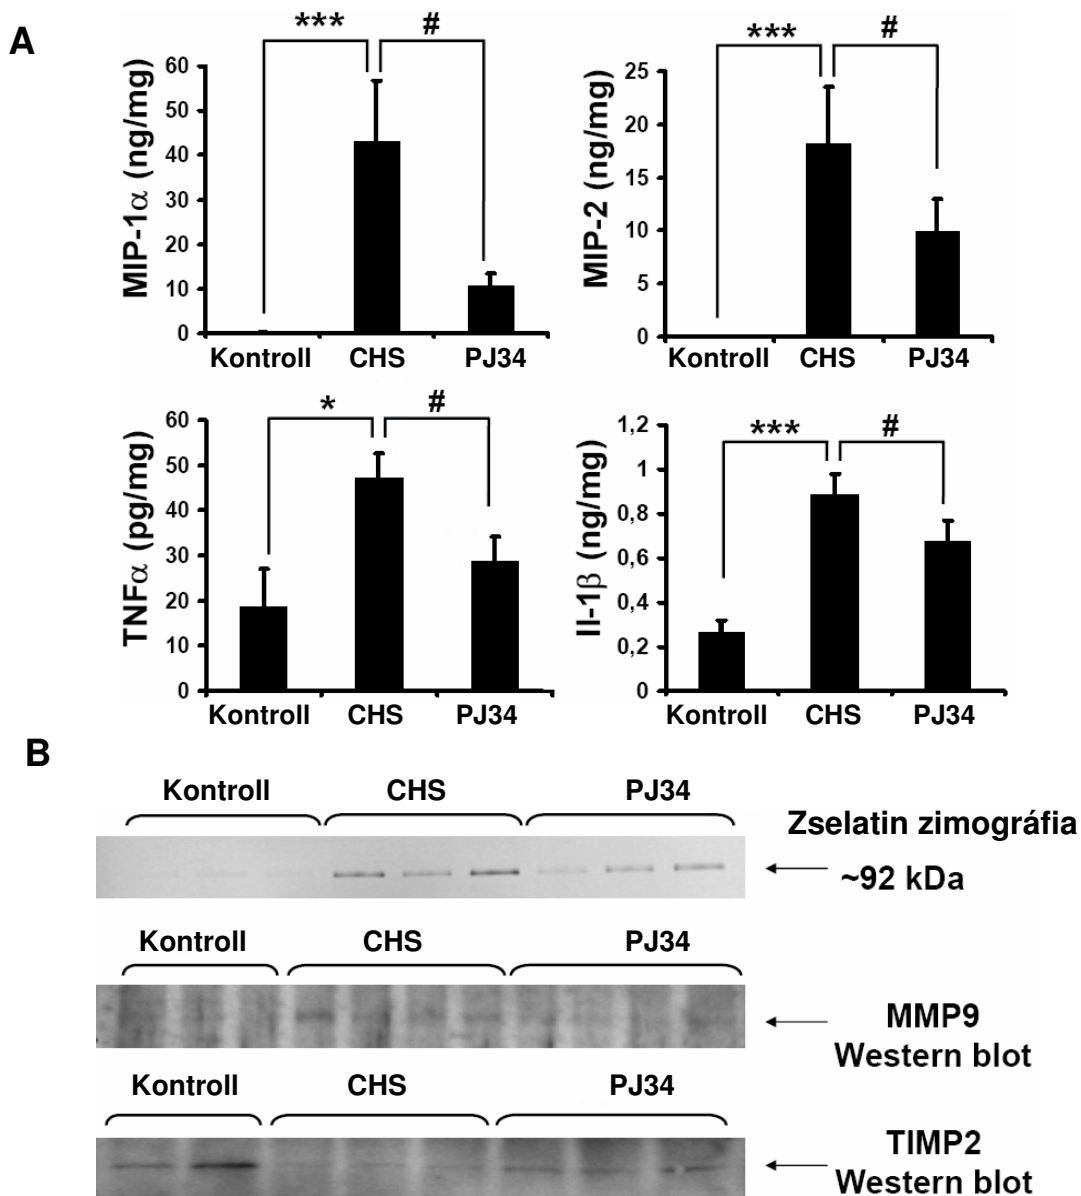 A
*** #
MIP-1α (ng/mg)
60
50
40
30
20
10
0
Kontroll CHS PJ34
*** #
MIP-2 (ng/mg)
25
20
15
10
5
0
Kontroll CHS PJ34
* #
TNFα (pg/mg)
60
50
40
30
20
10
0
Kontroll CHS PJ34
*** #
Il-1β (ng/mg)
1,2
1
0,8
0,6
0,4
0,2
0
Kontroll CHS PJ34
B
Kontroll CHS PJ34
Zselatin zimográfia
~92 kDa
Kontroll CHS PJ34
MMP9
Western blot
Kontroll CHS PJ34
TIMP2
Western blot